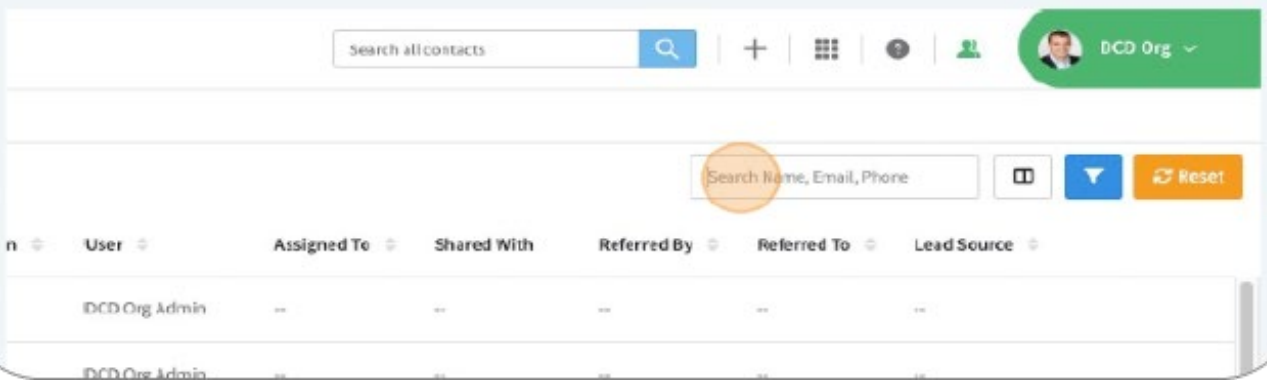 Search all contacts
DCD Org
Search Name, Email, Phone
Reset
n User Assigned To Shared With Referred By Referred To Lead Source
DCD Org Admin -- -- -- -- --
DCD Org Admin -- -- -- -- --